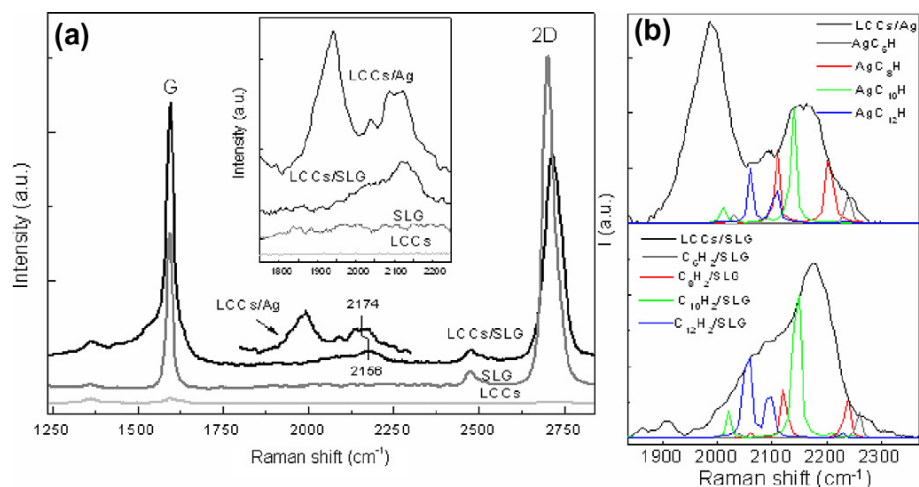 (a)
2D
G
LCCs/Ag
LCCs/SLG
SLG
LCCs
Intensity (a.u.)
1800 1900 2000 2100 2200
LCCs/Ag
2174
2156
LCCs/SLG
SLG
LCCs
Intensity (a.u.)
1250 1500 1750 2000 2250 2500 2750
Raman shift (cm⁻¹)
(b)
LCCs/Ag
AgC₆H
AgC₈H
AgC₁₀H
AgC₁₂H
I (a.u.)
LCCs/SLG
C₆H₂/SLG
C₈H₂/SLG
C₁₀H₂/SLG
C₁₂H₂/SLG
1900 2000 2100 2200 2300
Raman shift (cm⁻¹)